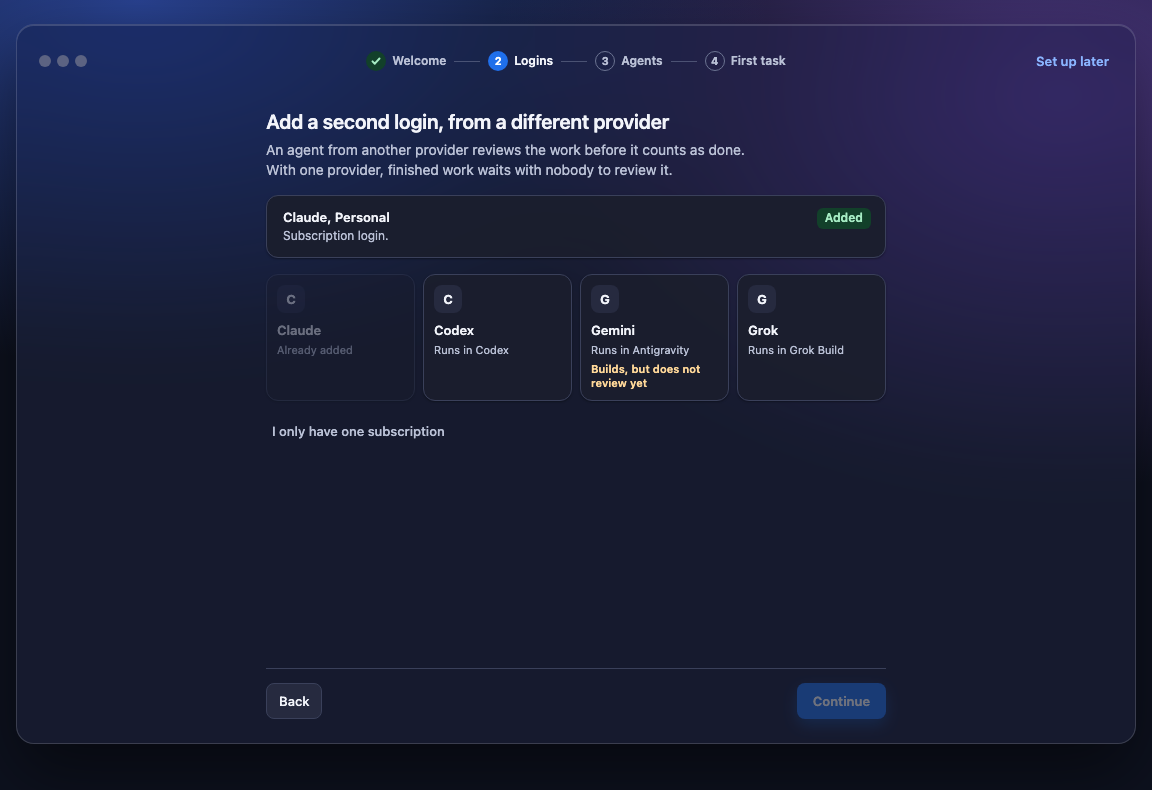 Welcome
2 Logins
3 Agents
4 First task
Set up later
Add a second login, from a different provider
An agent from another provider reviews the work before it counts as done.
With one provider, finished work waits with nobody to review it.
Claude, Personal
Added
Subscription login.
C
Claude
Already added
C
Codex
Runs in Codex
G
Gemini
Runs in Antigravity
Builds, but does not
review yet
G
Grok
Runs in Grok Build
I only have one subscription
Back
Continue